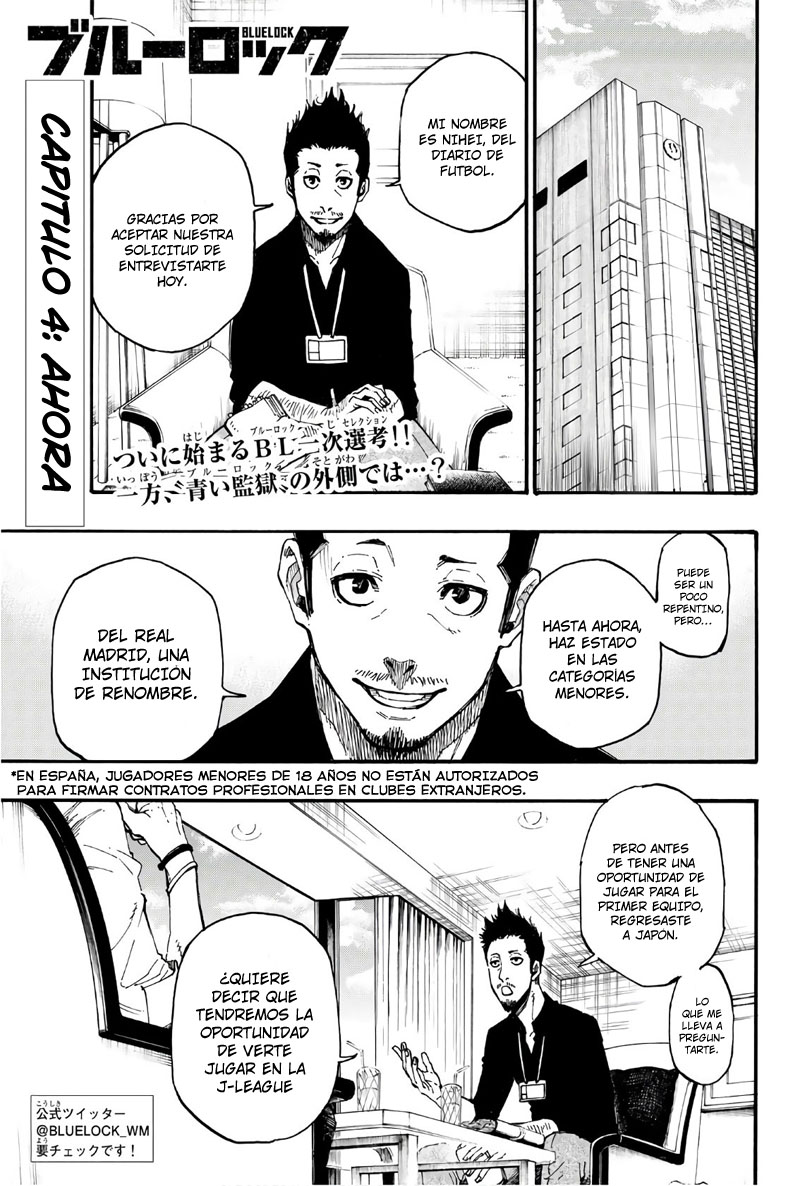 ブルーロック
BLUELOCK
CAPITULO 4: AHORA
MI NOMBRE
ES NIHEI, DEL
DIARIO DE
FUTBOL.
GRACIAS POR
ACEPTAR NUESTRA
SOLICITUD DE
ENTREVISTARTE
HOY.
ついに始まるBL一次選考!!
一方、〝青い監獄〟の外側では…?
PUEDE
SER UN
POCO
REPENTINO,
PERO...
HASTA AHORA,
HAZ ESTADO
EN LAS
CATEGORÍAS
MENORES.
DEL REAL
MADRID, UNA
INSTITUCIÓN
DE RENOMBRE.
*EN ESPAÑA, JUGADORES MENORES DE 18 AÑOS NO ESTÁN AUTORIZADOS
PARA FIRMAR CONTRATOS PROFESIONALES EN CLUBES EXTRANJEROS.
PERO ANTES
DE TENER UNA
OPORTUNIDAD DE
JUGAR PARA EL
PRIMER EQUIPO,
REGRESASTE
A JAPÓN.
LO
QUE ME
LLEVA A
PREGUN-
TARTE.
¿QUIERE
DECIR QUE
TENDREMOS LA
OPORTUNIDAD
DE VERTE
JUGAR EN LA
J-LEAGUE
公式ツイッター
@BLUELOCK_WM
要チェックです!